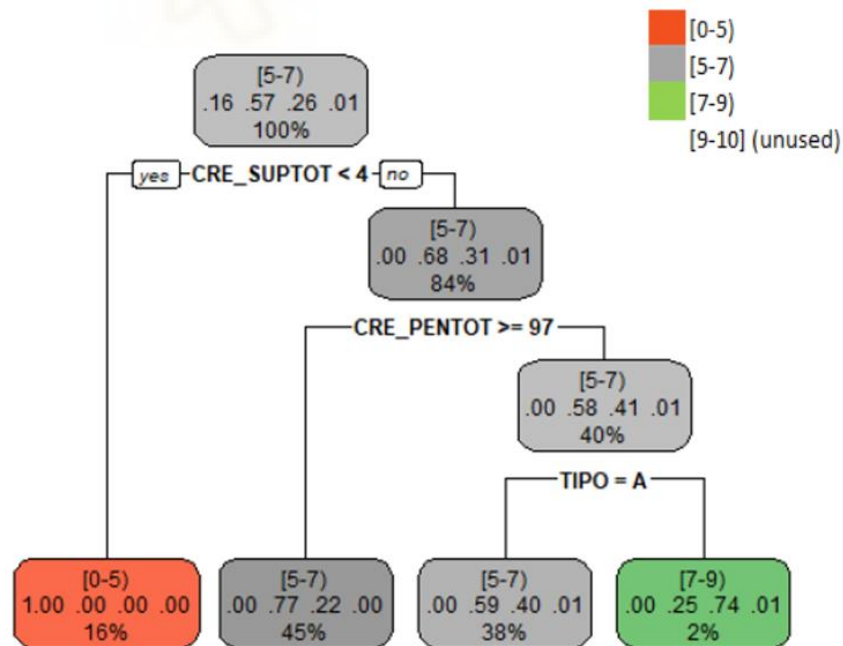 [0-5)
[5-7)
[7-9)
[9-10] (unused)
[5-7)
.16 .57 .26 .01
100%
yes CRE_SUPTOT < 4 no
[5-7)
.00 .68 .31 .01
84%
CRE_PENTOT >= 97
[5-7)
.00 .58 .41 .01
40%
TIPO = A
[0-5)
1.00 .00 .00 .00
16%
[5-7)
.00 .77 .22 .00
45%
[5-7)
.00 .59 .40 .01
38%
[7-9)
.00 .25 .74 .01
2%